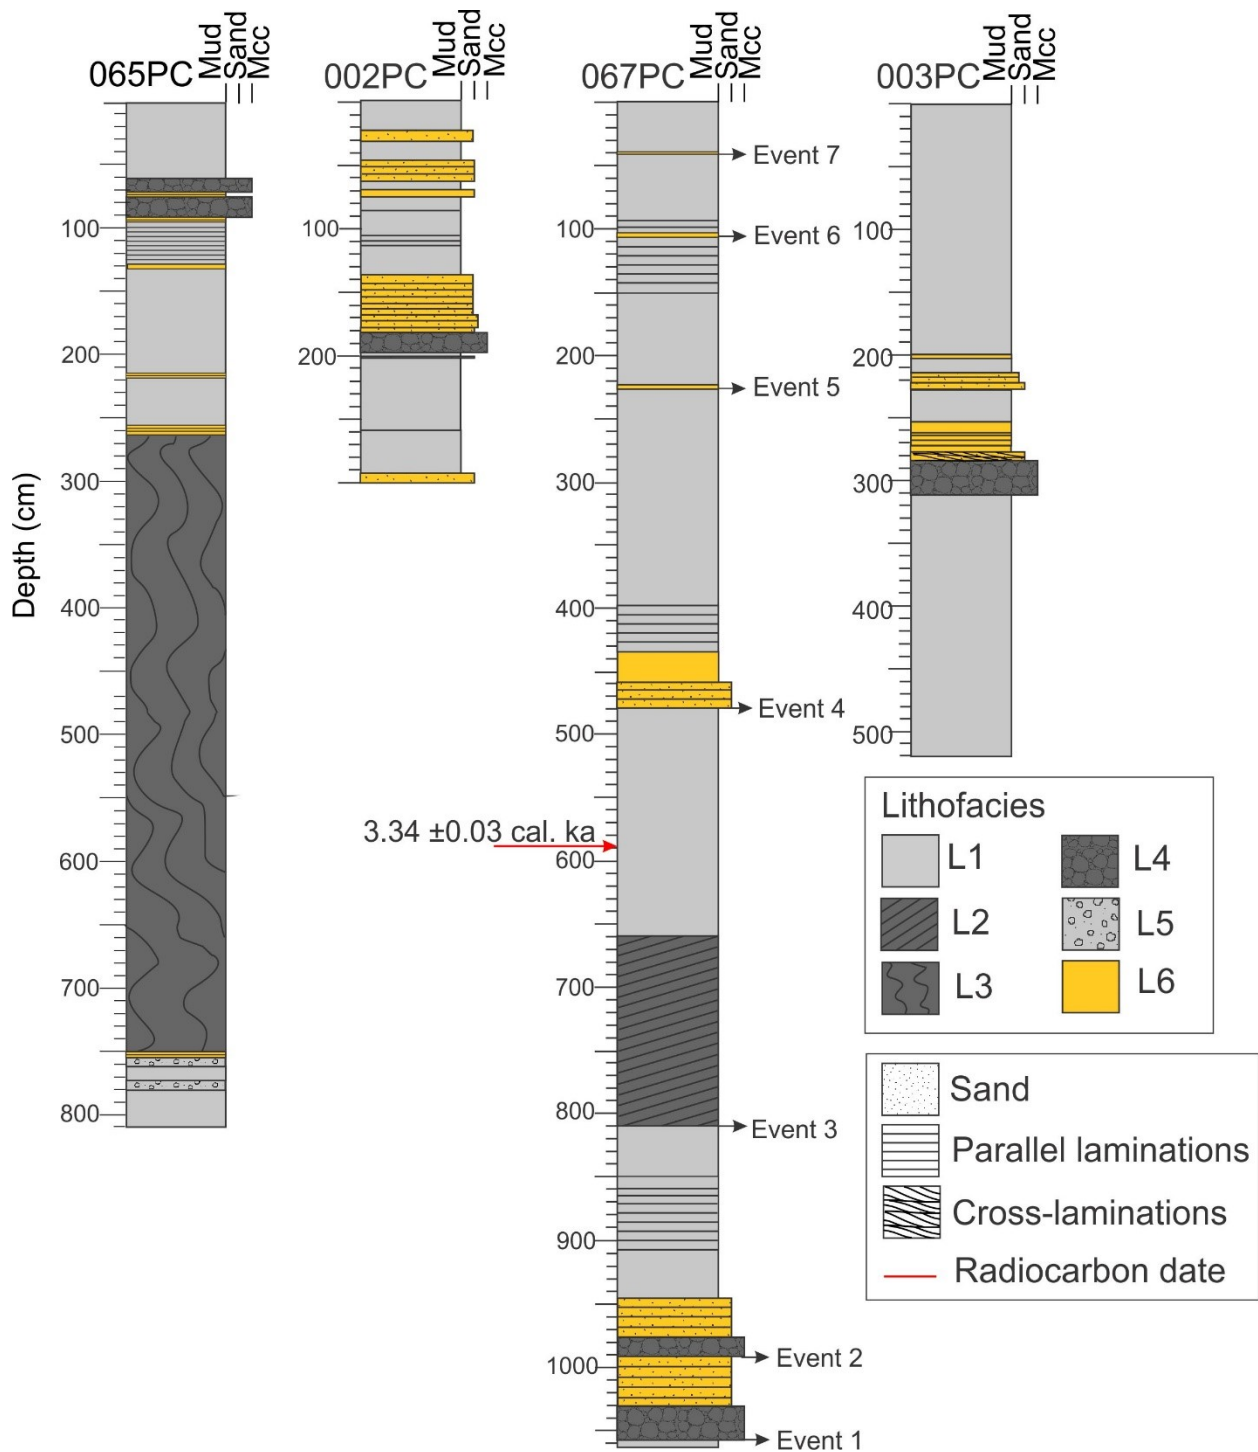 065PC
Mud
Sand
Mcc
002PC
Mud
Sand
Mcc
067PC
Mud
Sand
Mcc
003PC
Mud
Sand
Mcc
Depth (cm)
100
200
300
400
500
600
700
800
100
200
300
100
200
300
400
500
600
700
800
900
1000
Event 7
Event 6
Event 5
Event 4
3.34 ±0.03 cal. ka
Event 3
Event 2
Event 1
100
200
300
400
500
Lithofacies
L1
L4
L2
L5
L3
L6
Sand
Parallel laminations
Cross-laminations
Radiocarbon date